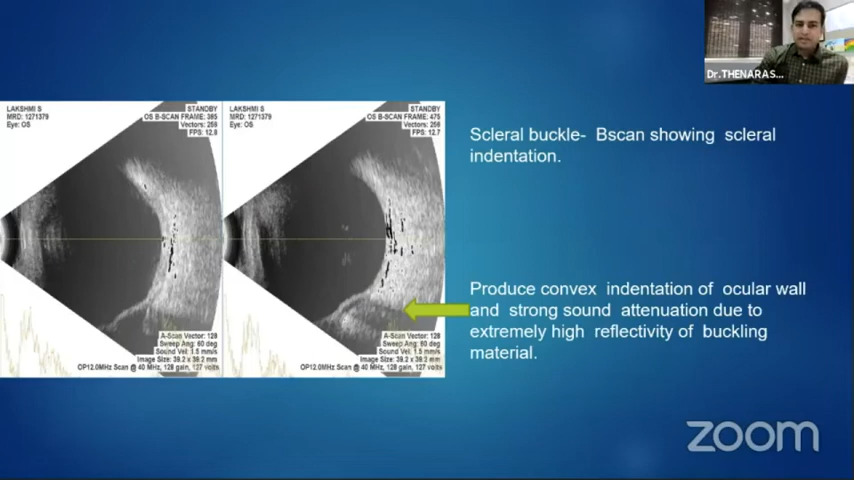 Dr.THENARAS...
LAKSHMI S
MRD: 1271379
Eye: OS
STANDBY
OS B-SCAN FRAME: 385
Vectors: 256
FPS: 12.8
LAKSHMI S
MRD: 1271379
Eye: OS
STANDBY
OS B-SCAN FRAME: 475
Vectors: 256
FPS: 12.7
Scleral buckle- Bscan showing scleral
indentation.
Produce convex indentation of ocular wall
and strong sound attenuation due to
extremely high reflectivity of buckling
material.
A-Scan Vector: 128
Sweep Ang: 60 deg
Sound Vel: 1.5 mm/s
Image Size: 39.2 x 39.2 mm
OP12.0MHz Scan @ 40 MHz, 128 gain, 127 volts
A-Scan Vector: 128
Sweep Ang: 60 deg
Sound Vel: 1.5 mm/s
Image Size: 39.2 x 39.2 mm
OP12.0MHz Scan @ 40 MHz, 128 gain, 127 volts
zoom